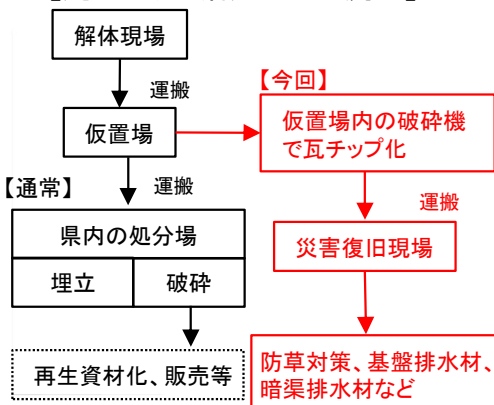 解体現場
運搬
【今回】
仮置場
仮置場内の破砕機
で瓦チップ化
【通常】
運搬
運搬
県内の処分場
災害復旧現場
埋立
破砕
再生資材化、販売等
防草対策、基盤排水材、
暗渠排水材など